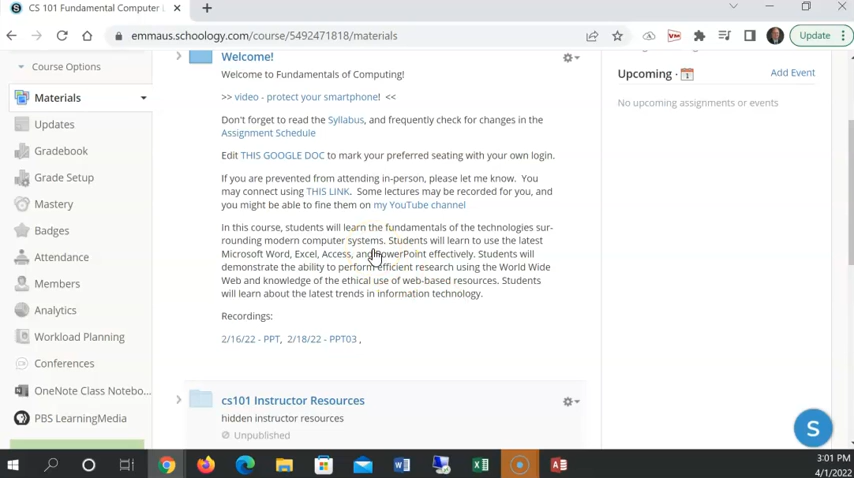 CS 101 Fundamental Computer L
emmaus.schoology.com/course/5492471818/materials
Update
Course Options
Materials
Updates
Gradebook
Grade Setup
Mastery
Badges
Attendance
Members
Analytics
Workload Planning
Conferences
OneNote Class Notebo...
PBS LearningMedia
Welcome!
Welcome to Fundamentals of Computing!
>> video - protect your smartphone! <<
Don't forget to read the Syllabus, and frequently check for changes in the
Assignment Schedule
Edit THIS GOOGLE DOC to mark your preferred seating with your own login.
If you are prevented from attending in-person, please let me know. You
may connect using THIS LINK. Some lectures may be recorded for you, and
you might be able to fine them on my YouTube channel
In this course, students will learn the fundamentals of the technologies sur-
rounding modern computer systems. Students will learn to use the latest
Microsoft Word, Excel, Access, and PowerPoint effectively. Students will
demonstrate the ability to perform efficient research using the World Wide
Web and knowledge of the ethical use of web-based resources. Students
will learn about the latest trends in information technology.
Recordings:
2/16/22 - PPT, 2/18/22 - PPT03 ,
cs101 Instructor Resources
hidden instructor resources
Unpublished
Upcoming ·
Add Event
No upcoming assignments or events
S
3:01 PM
4/1/2022